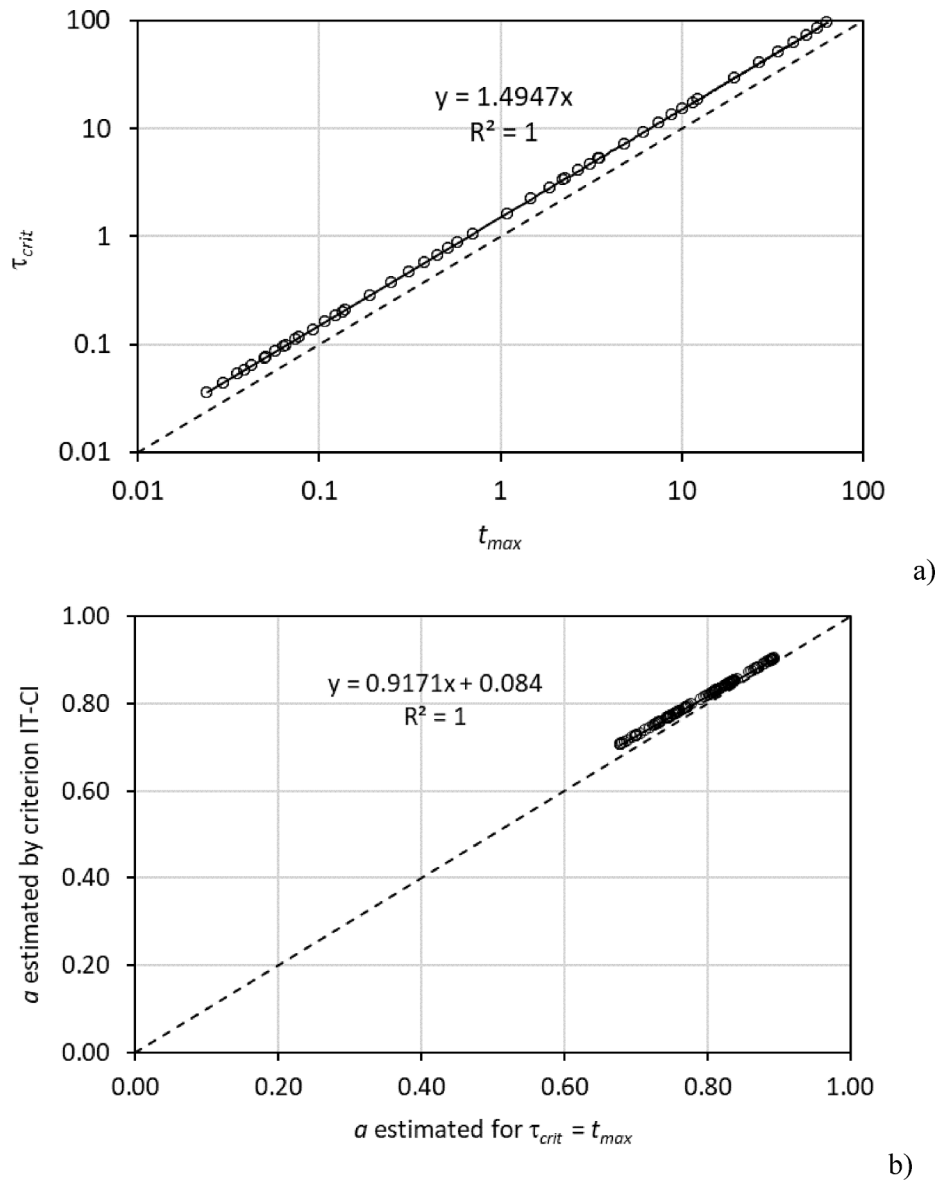 100
10
1
0.1
0.01
τcrit
y = 1.4947x
R² = 1
0.01 0.1 1 10 100
tmax
a)
1.00
0.80
0.60
0.40
0.20
0.00
a estimated by criterion IT-CI
y = 0.9171x + 0.084
R² = 1
0.00 0.20 0.40 0.60 0.80 1.00
a estimated for τcrit = tmax
b)